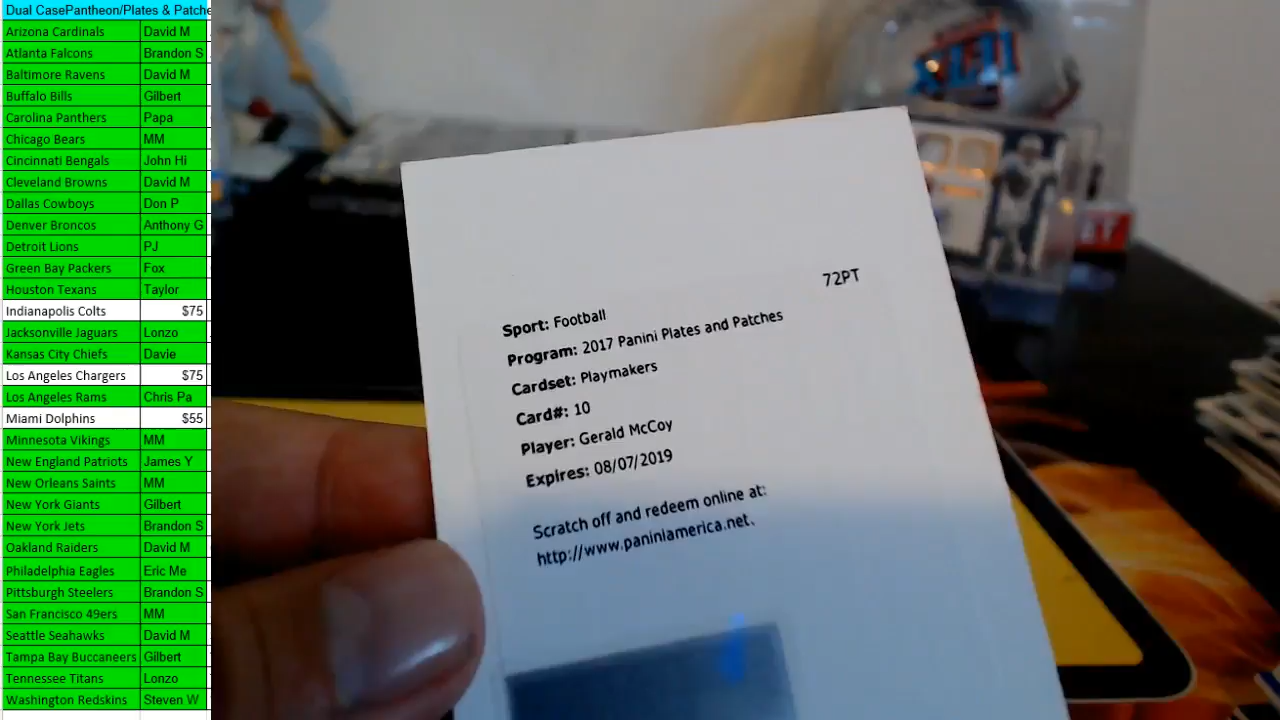 Dual CasePantheon/Plates & Patche
Arizona Cardinals David M
Atlanta Falcons Brandon S
Baltimore Ravens David M
Buffalo Bills Gilbert
Carolina Panthers Papa
Chicago Bears MM
Cincinnati Bengals John Hi
Cleveland Browns David M
Dallas Cowboys Don P
Denver Broncos Anthony G
Detroit Lions PJ
Green Bay Packers Fox
Houston Texans Taylor
Indianapolis Colts $75
Jacksonville Jaguars Lonzo
Kansas City Chiefs Davie
Los Angeles Chargers $75
Los Angeles Rams Chris Pa
Miami Dolphins $55
Minnesota Vikings MM
New England Patriots James Y
New Orleans Saints MM
New York Giants Gilbert
New York Jets Brandon S
Oakland Raiders David M
Philadelphia Eagles Eric Me
Pittsburgh Steelers Brandon S
San Francisco 49ers MM
Seattle Seahawks David M
Tampa Bay Buccaneers Gilbert
Tennessee Titans Lonzo
Washington Redskins Steven W
XLII
72PT
Sport: Football
Program: 2017 Panini Plates and Patches
Cardset: Playmakers
Card#: 10
Player: Gerald McCoy
Expires: 08/07/2019
Scratch off and redeem online at:
http://www.paniniamerica.net.